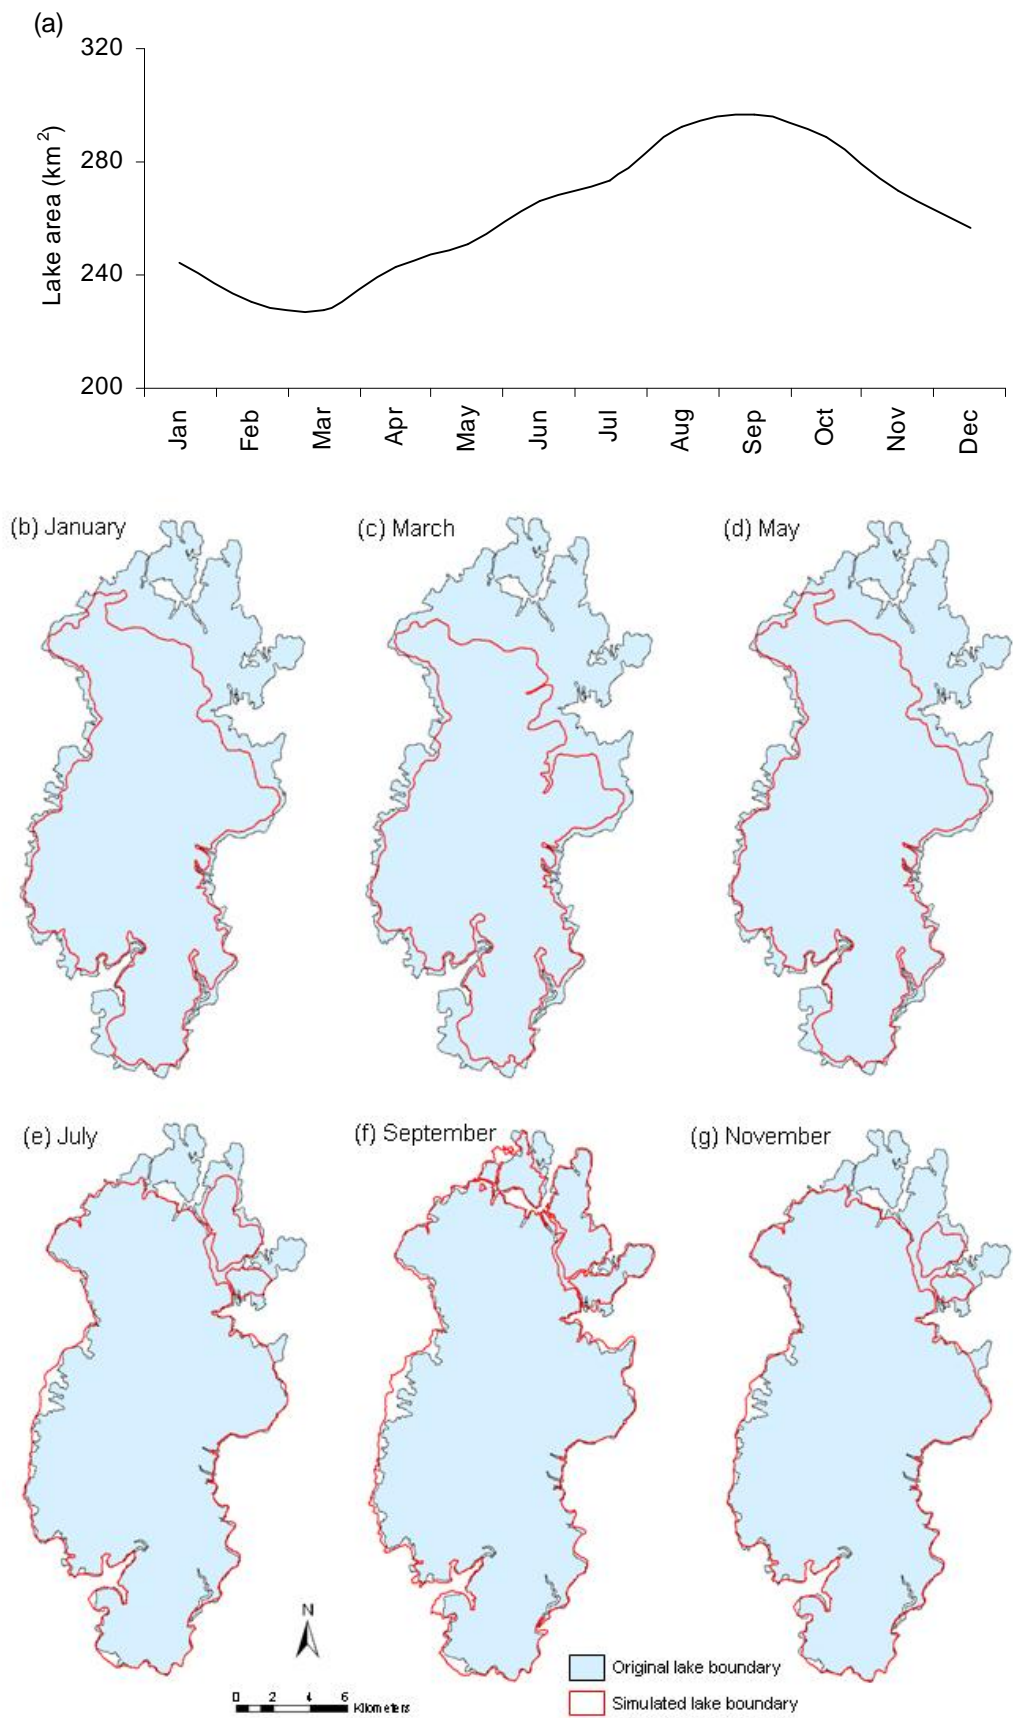 (a)
320
280
240
200
Lake area (km²)
Jan
Feb
Mar
Apr
May
Jun
Jul
Aug
Sep
Oct
Nov
Dec
(b) January
(c) March
(d) May
(e) July
(f) September
(g) November
N
0 2 4 6
Kilometers
Original lake boundary
Simulated lake boundary